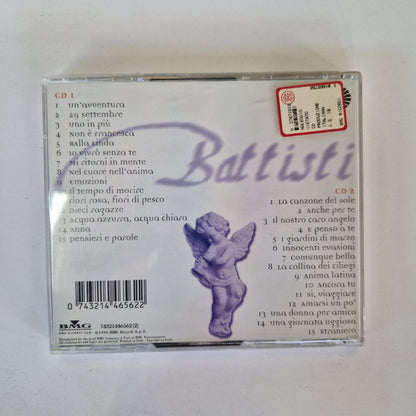 CD 1
1 un'avventura
2 29 settembre
3 uno in più
4 non è francesca
5 balla linda
6 io vivrò senza te
7 mi ritorni in mente
8 nel cuore nell'anima
9 emozioni
10 il tempo di morire
11 fiori rosa, fiori di pesco
12 dieci ragazze
13 acqua azzurra, acqua chiara
14 anna
15 pensieri e parole
Battisti
CD 2
1 la canzone del sole
2 anche per te
3 il nostro caro angelo
4 e penso a te
5 i giardini di marzo
6 innocenti evasioni
7 comunque bella
8 la collina dei ciliegi
9 anima latina
10 ancora tu
11 sì, viaggiare
12 amarsi un po'
13 una donna per amico
14 una giornata uggiosa
15 straniero
0 743214 465622
BMG
74321446562 (2)